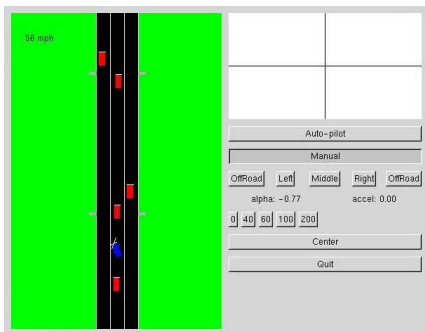 56 mph
Auto-pilot
Manual
OffRoad Left Middle Right OffRoad
alpha: -0.77 accel: 0.00
0 40 60 100 200
Center
Quit